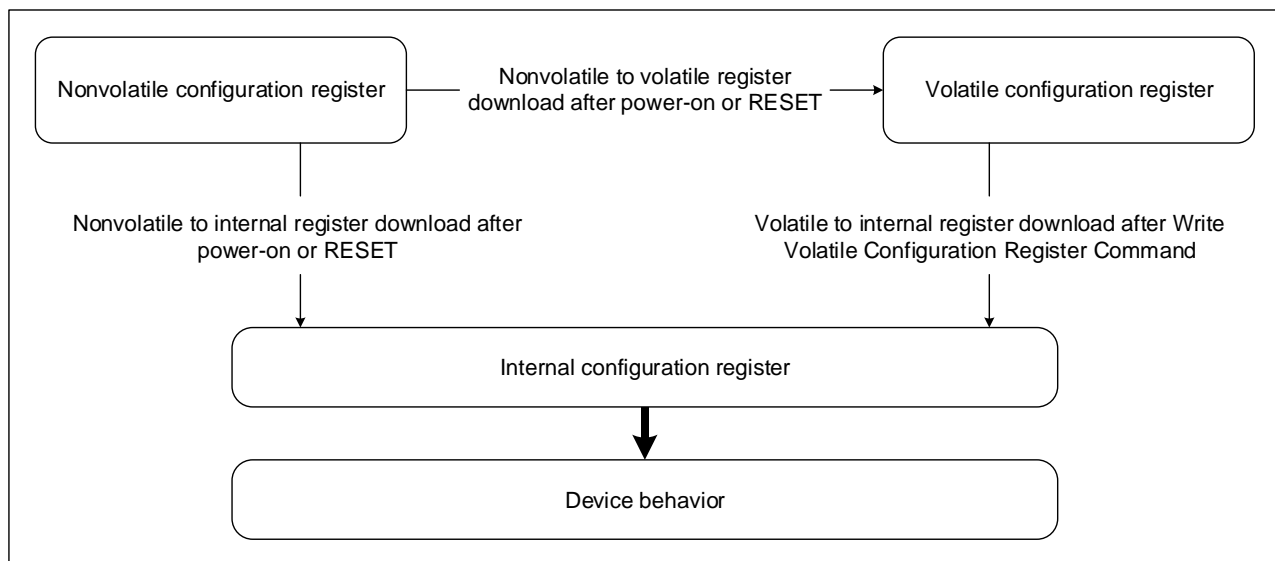 Nonvolatile configuration register
Nonvolatile to volatile register
download after power-on or RESET
Volatile configuration register
Nonvolatile to internal register download after
power-on or RESET
Volatile to internal register download after Write
Volatile Configuration Register Command
Internal configuration register
Device behavior